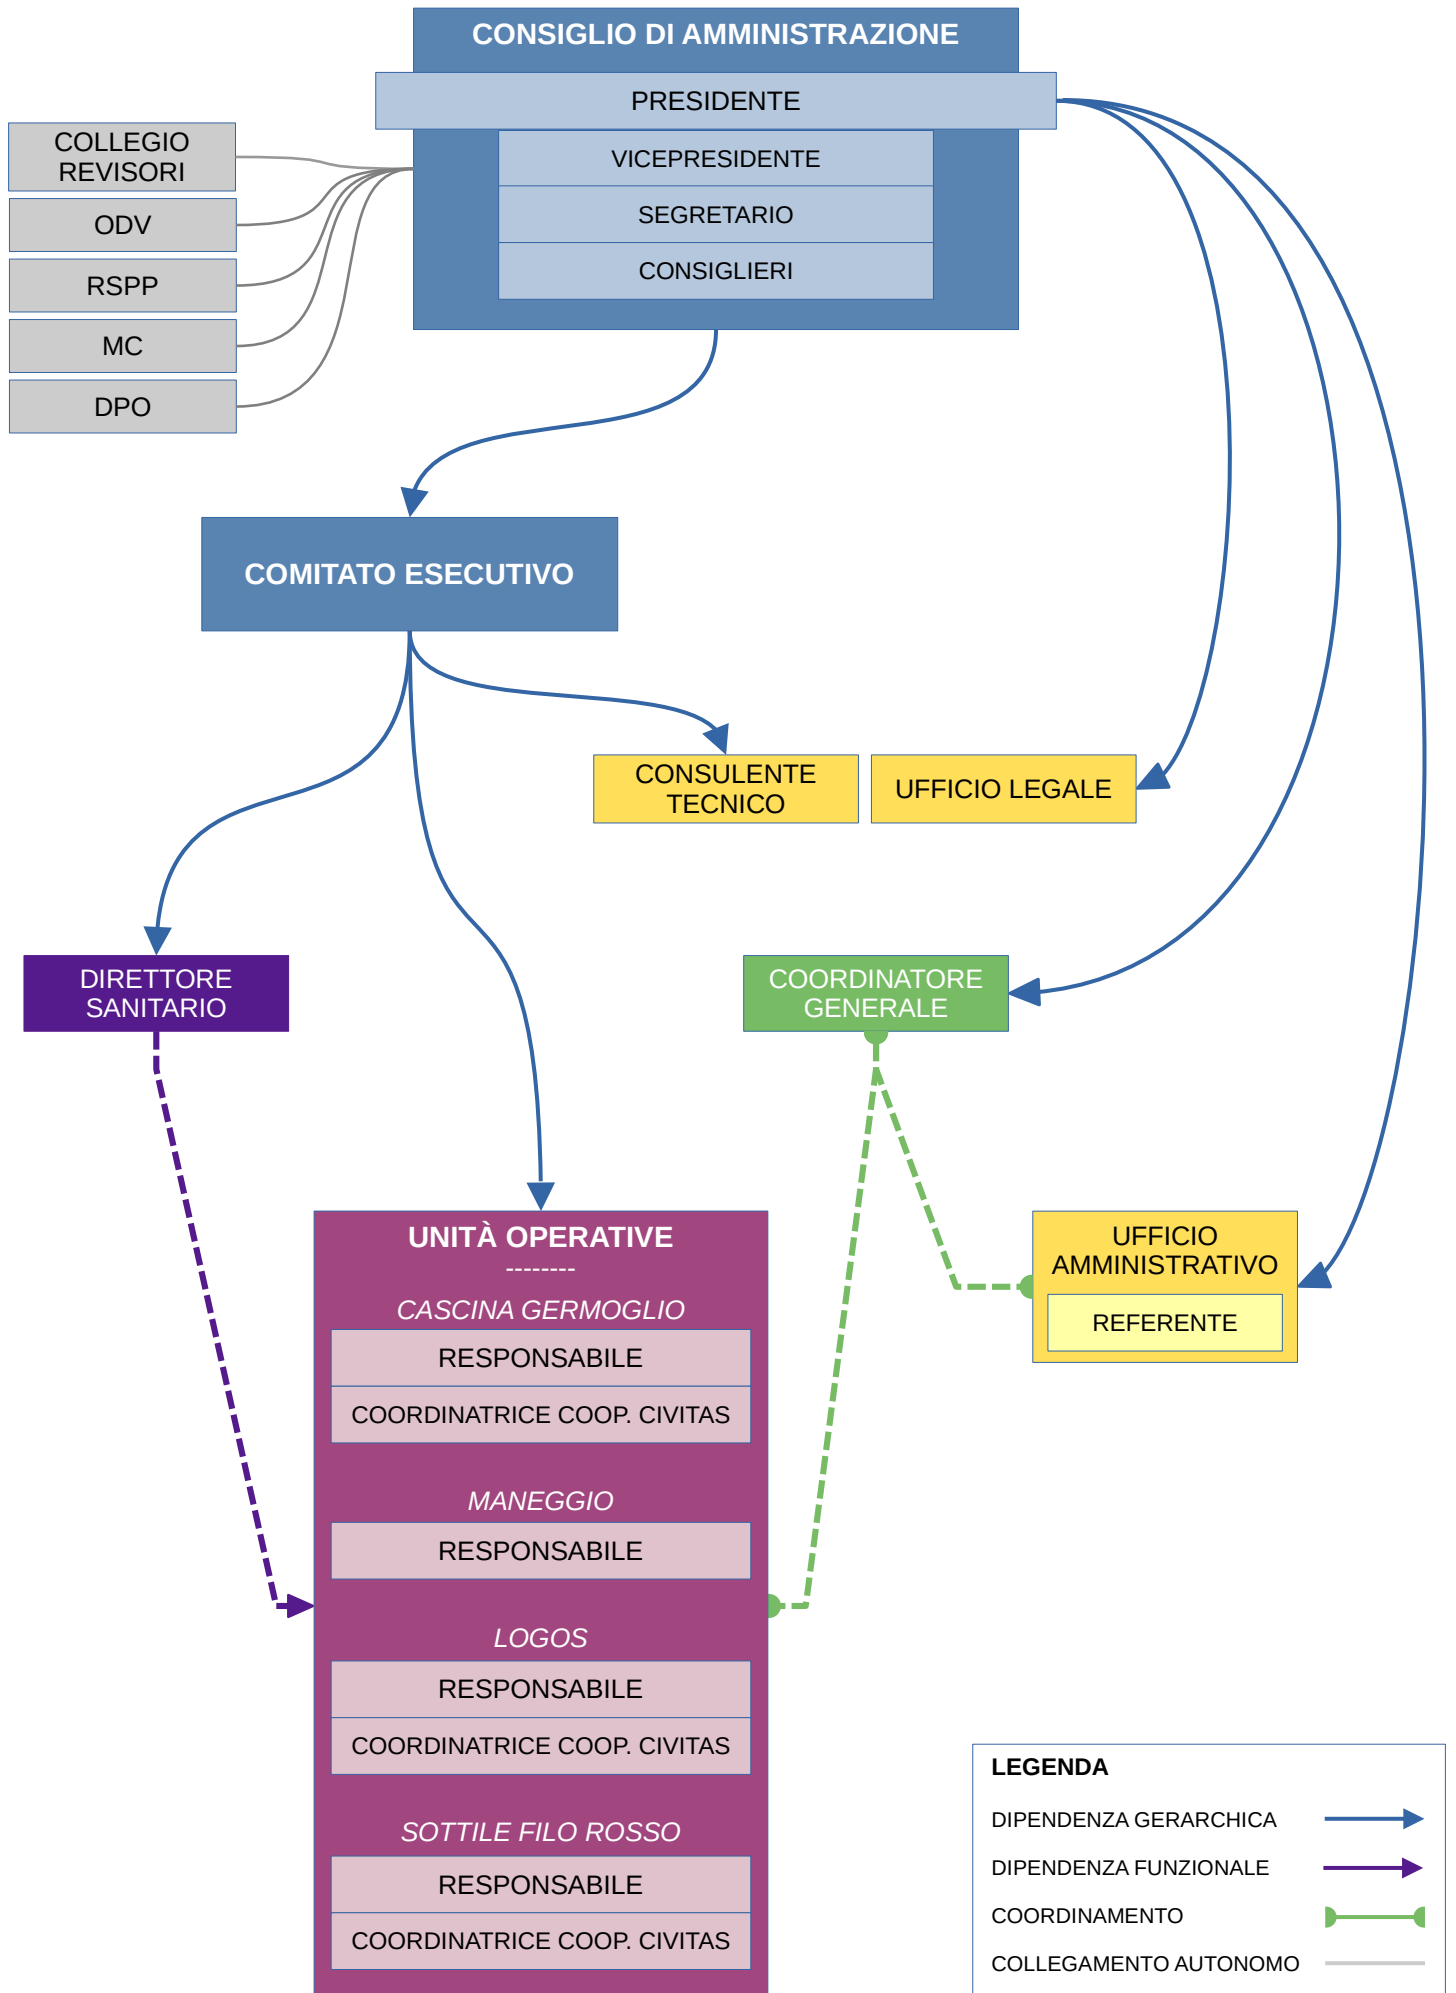 CONSIGLIO DI AMMINISTRAZIONE
PRESIDENTE
VICEPRESIDENTE
SEGRETARIO
CONSIGLIERI
COLLEGIO
REVISORI
ODV
RSPP
MC
DPO
COMITATO ESECUTIVO
CONSULENTE
TECNICO
UFFICIO LEGALE
DIRETTORE
SANITARIO
COORDINATORE
GENERALE
UNITÀ OPERATIVE
--------
CASCINA GERMOGLIO
RESPONSABILE
COORDINATRICE COOP. CIVITAS
MANEGGIO
RESPONSABILE
LOGOS
RESPONSABILE
COORDINATRICE COOP. CIVITAS
SOTTILE FILO ROSSO
RESPONSABILE
COORDINATRICE COOP. CIVITAS
UFFICIO
AMMINISTRATIVO
REFERENTE
LEGENDA
DIPENDENZA GERARCHICA
DIPENDENZA FUNZIONALE
COORDINAMENTO
COLLEGAMENTO AUTONOMO